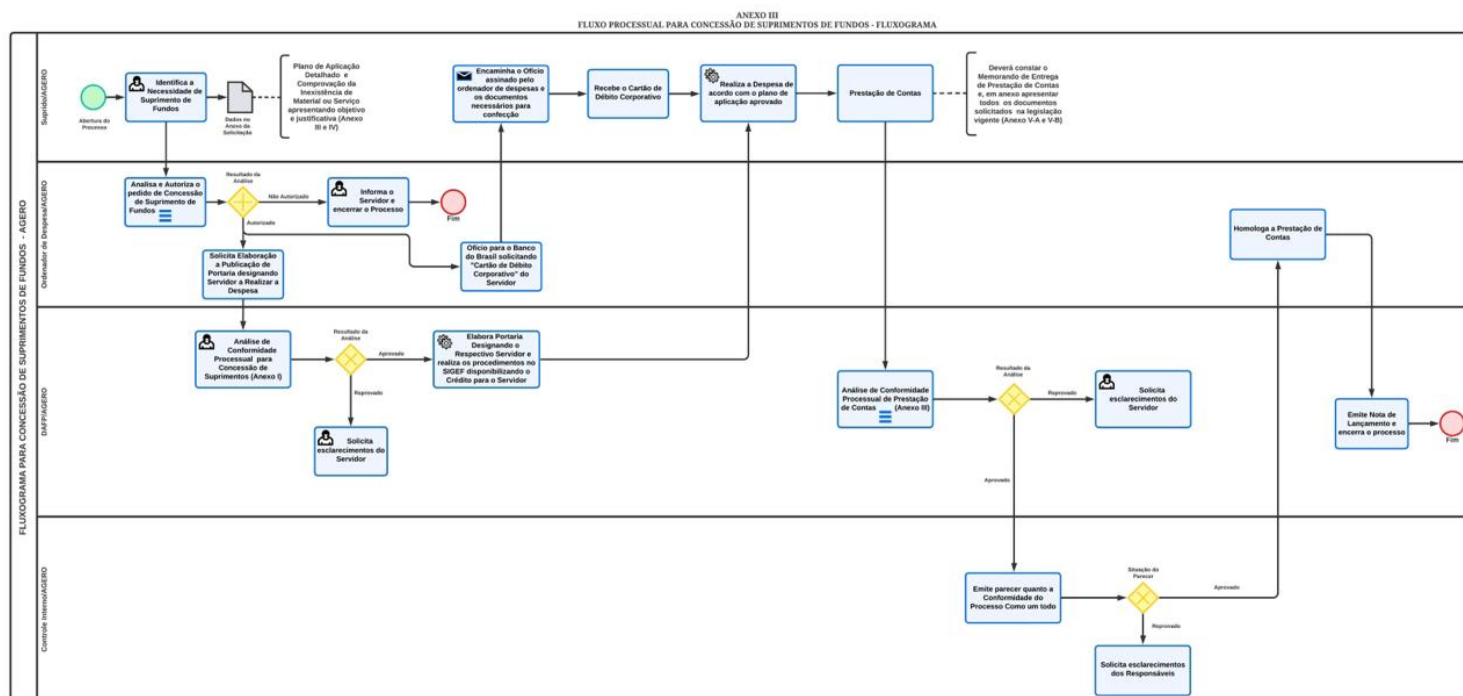 ANEXO III
FLUXO PROCESSUAL PARA CONCESSÃO DE SUPRIMENTOS DE FUNDOS - FLUXOGRAMA
FLUXOGRAMA PARA CONCESSÃO DE SUPRIMENTOS DE FUNDOS - AGERO
Suprido/AGERO
Abertura do
Processo
Identifica a
Necessidade de
Suprimento de
Fundos
Dados no
Anexo da
Solicitação
Plano de Aplicação
Detalhado e
Comprovação da
Inexistência de
Material ou Serviço
apresentando objetivo
e justificativa (Anexo
III e IV)
Encaminha o Ofício
assinado pelo
ordenador de despesas e
os documentos
necessários para
confecção
Recebe o Cartão de
Débito Corporativo
Realiza a Despesa de
acordo com o plano de
aplicação aprovado
Prestação de Contas
Deverá constar o
Memorando de Entrega
de Prestação de Contas
e, em anexo apresentar
todos os documentos
solicitados na legislação
vigente (Anexo V-A e V-B)
Ordenador de Despesa/AGERO
Analisa e Autoriza o
pedido de Concessão
de Suprimento de
Fundos
Resultado da
Análise
Não Autorizado
Autorizado
Informa o
Servidor e
encerrar o Processo
Fim
Solicita Elaboração
a Publicação de
Portaria designando
Servidor a Realizar a
Despesa
Ofício para o Banco
do Brasil solicitando
"Cartão de Débito
Corporativo" do
Servidor
Homologa a Prestação de
Contas
DAFP/AGERO
Análise de
Conformidade
Processual para
Concessão de
Suprimentos (Anexo I)
Resultado da
Análise
Aprovado
Reprovado
Elabora Portaria
Designando o
Respectivo Servidor e
realiza os procedimentos no
SIGEF disponibilizando o
Crédito para o Servidor
Solicita
esclarecimentos do
Servidor
Análise de Conformidade
Processual de Prestação
de Contas (Anexo III)
Resultado da
Análise
Reprovado
Aprovado
Solicita
esclarecimentos do
Servidor
Emite Nota de
Lançamento e
encerra o processo
Fim
Controle Interno/AGERO
Emite parecer quanto a
Conformidade do
Processo Como um todo
Situação do
Parecer
Aprovado
Reprovado
Solicita esclarecimentos
dos Responsáveis